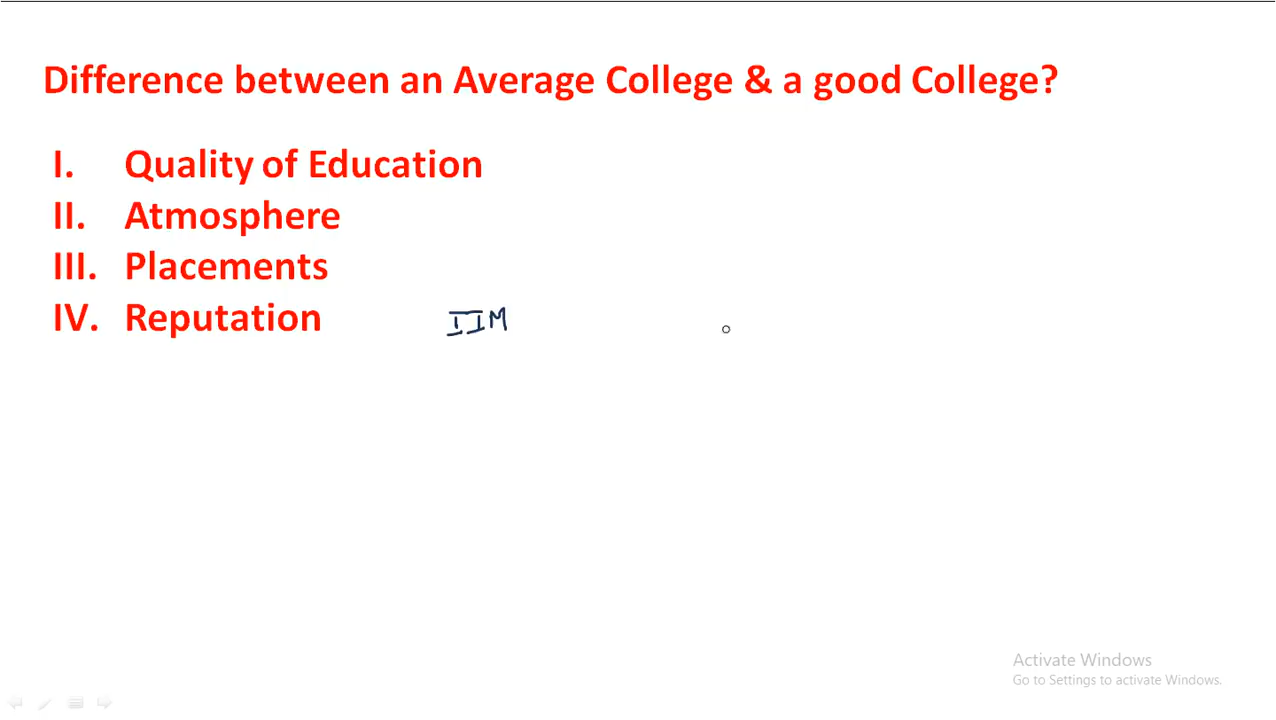 Difference between an Average College & a good College?
I. Quality of Education
II. Atmosphere
III. Placements
IV. Reputation IIM
Activate Windows
Go to Settings to activate Windows.